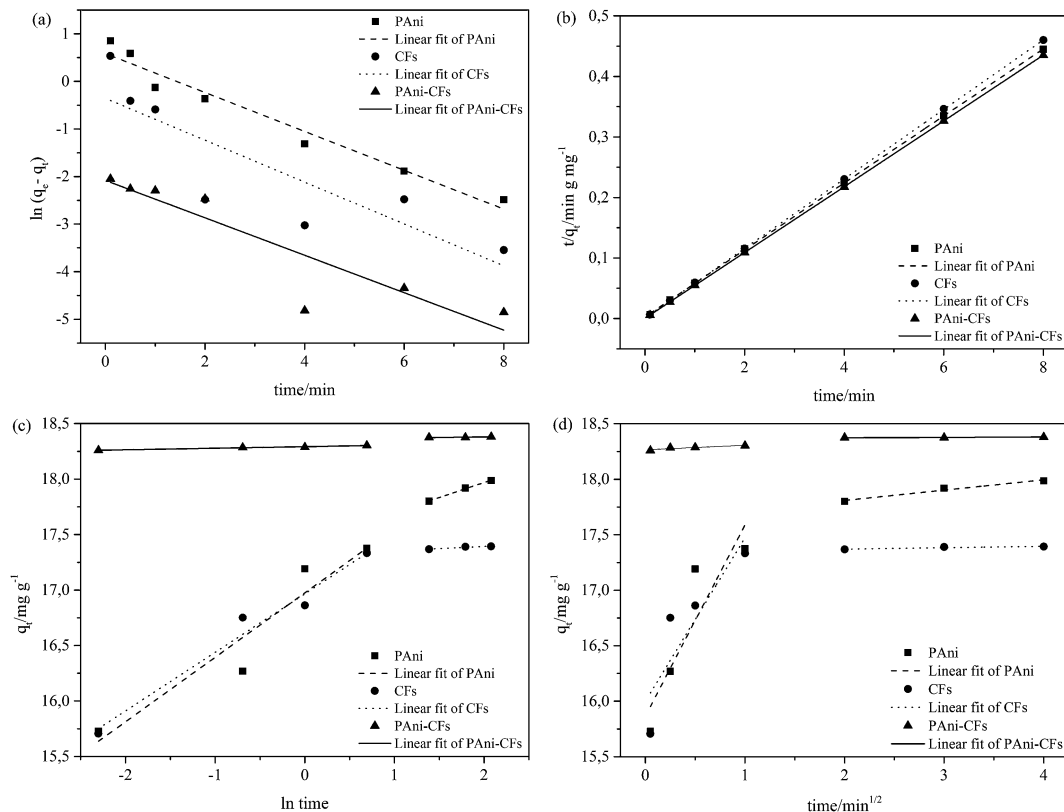 (a)
1
0
-1
-2
-3
-4
-5
ln (qₑ- qₜ)
0
2
4
6
8
time/min
PAni
Linear fit of PAni
CFs
Linear fit of CFs
PAni-CFs
Linear fit of PAni-CFs
(b)
0,5
0,4
0,3
0,2
0,1
0,0
t/qₜ/min g mg⁻¹
0
2
4
6
8
time/min
PAni
Linear fit of PAni
CFs
Linear fit of CFs
PAni-CFs
Linear fit of PAni-CFs
(c)
18,5
18,0
17,5
17,0
16,5
16,0
15,5
qₜ/mg g⁻¹
-2
-1
0
1
2
ln time
PAni
Linear fit of PAni
CFs
Linear fit of CFs
PAni-CFs
Linear fit of PAni-CFs
(d)
18,5
18,0
17,5
17,0
16,5
16,0
15,5
qₜ/mg g⁻¹
0
1
2
3
4
time/min¹ᐟ²
PAni
Linear fit of PAni
CFs
Linear fit of CFs
PAni-CFs
Linear fit of PAni-CFs